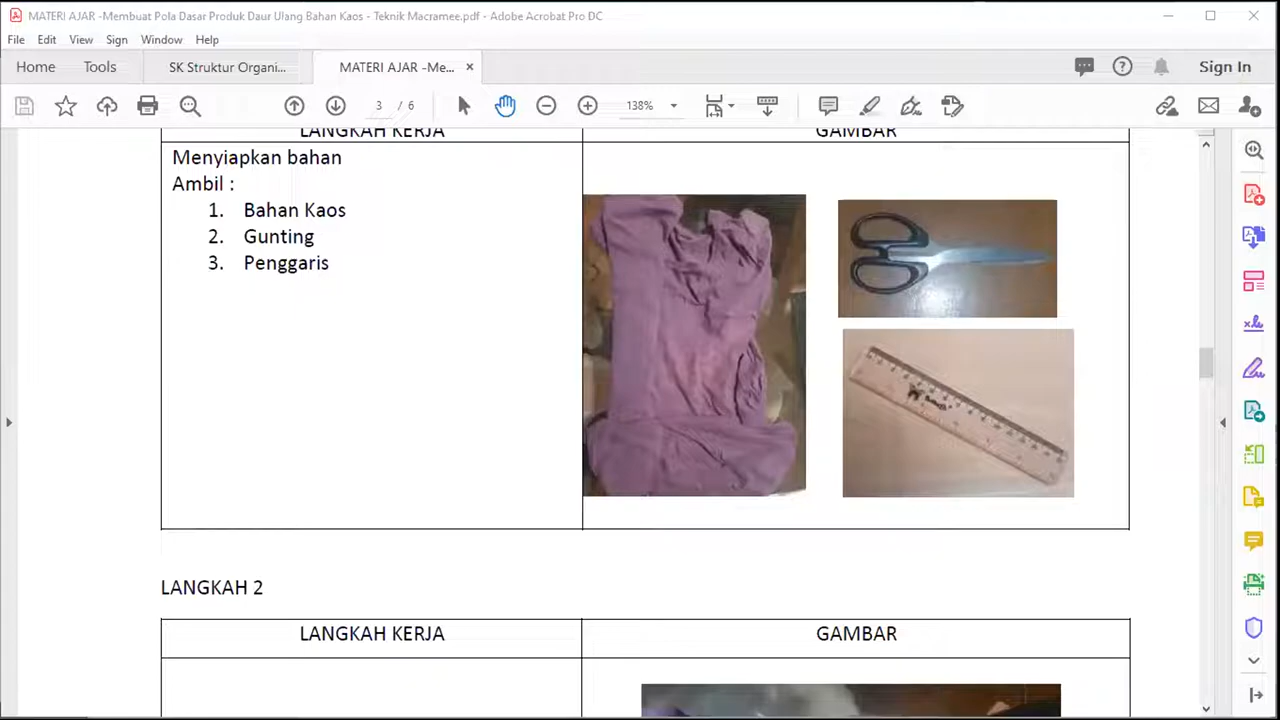 MATERI AJAR -Membuat Pola Dasar Produk Daur Ulang Bahan Kaos - Teknik Macramee.pdf - Adobe Acrobat Pro DC
File Edit View Sign Window Help
Home Tools SK Struktur Organi... MATERI AJAR -Me... × Sign In
3 / 6 138%
LANGKAH KERJA GAMBAR
Menyiapkan bahan
Ambil :
1. Bahan Kaos
2. Gunting
3. Penggaris
LANGKAH 2
LANGKAH KERJA GAMBAR